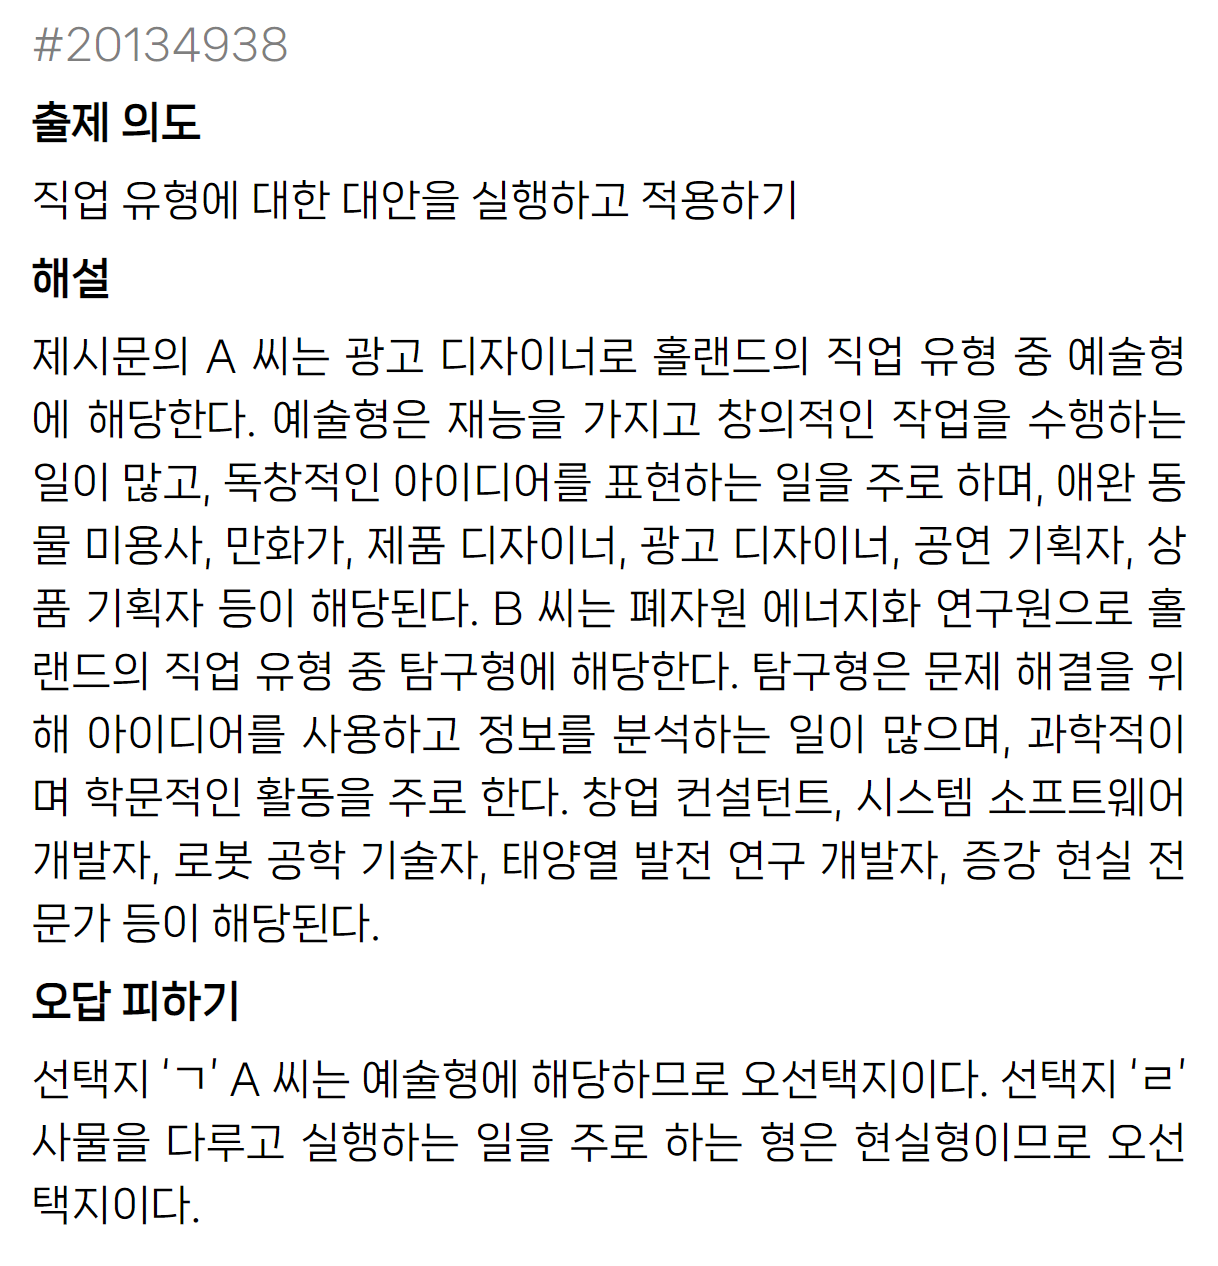 #20134938
출제 의도
직업 유형에 대한 대안을 실행하고 적용하기
해설
제시문의 A 씨는 광고 디자이너로 홀랜드의 직업 유형 중 예술형
에 해당한다. 예술형은 재능을 가지고 창의적인 작업을 수행하는
일이 많고, 독창적인 아이디어를 표현하는 일을 주로 하며, 애완 동
물 미용사, 만화가, 제품 디자이너, 광고 디자이너, 공연 기획자, 상
품 기획자 등이 해당된다. B 씨는 폐자원 에너지화 연구원으로 홀
랜드의 직업 유형 중 탐구형에 해당한다. 탐구형은 문제 해결을 위
해 아이디어를 사용하고 정보를 분석하는 일이 많으며, 과학적이
며 학문적인 활동을 주로 한다. 창업 컨설턴트, 시스템 소프트웨어
개발자, 로봇 공학 기술자, 태양열 발전 연구 개발자, 증강 현실 전
문가 등이 해당된다.
오답 피하기
선택지 ‘ㄱ’ A 씨는 예술형에 해당하므로 오선택지이다. 선택지 ‘ㄹ’
사물을 다루고 실행하는 일을 주로 하는 형은 현실형이므로 오선
택지이다.